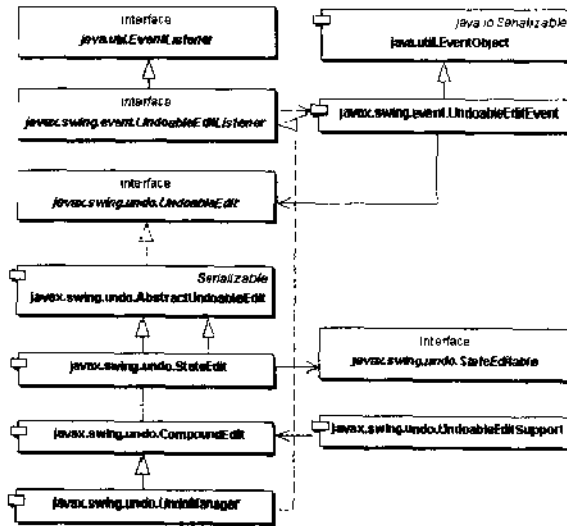 interface
java.util.EventListener
java.io.Serializable
java.util.EventObject
interface
javax.swing.event.UndoableEditListener
javax.swing.event.UndoableEditEvent
interface
javax.swing.undo.UndoableEdit
Serializable
javax.swing.undo.AbstractUndoableEdit
javax.swing.undo.StateEdit
interface
javax.swing.undo.StateEditable
javax.swing.undo.CompoundEdit
javax.swing.undo.UndoableEditSupport
javax.swing.undo.UndoManager